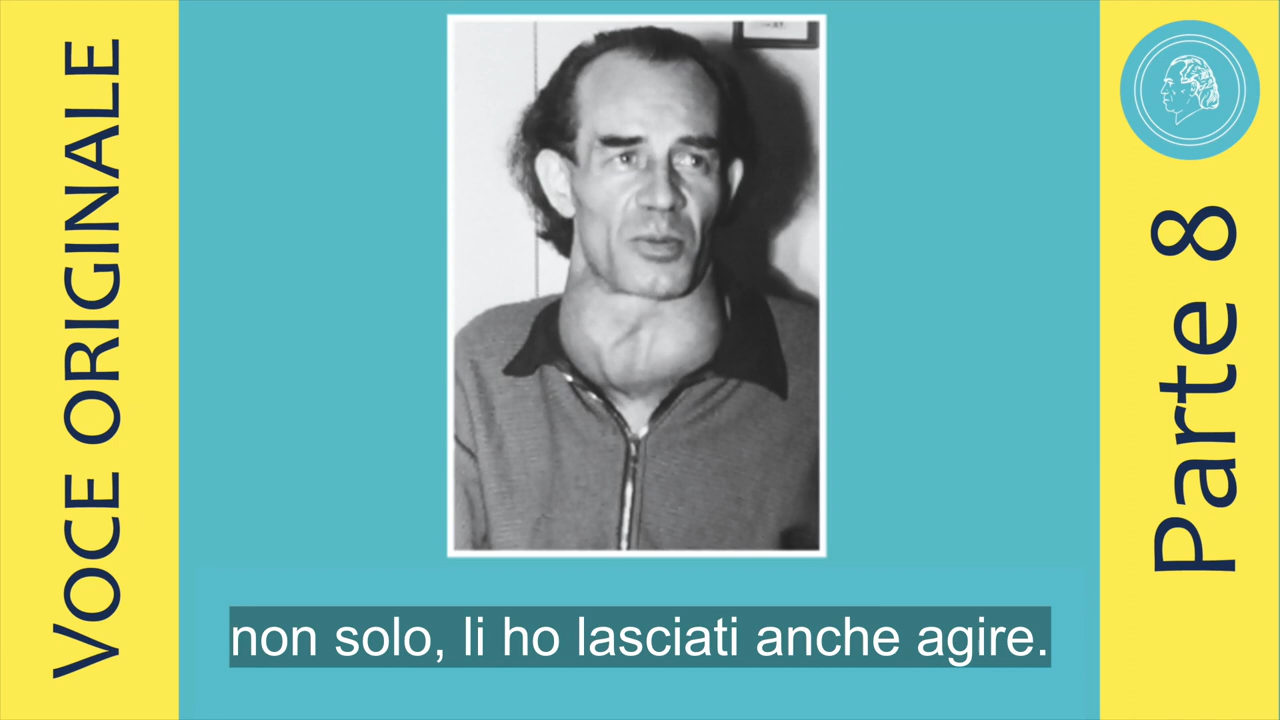 VOCE ORIGINALE
Parte 8
non solo, li ho lasciati anche agire.